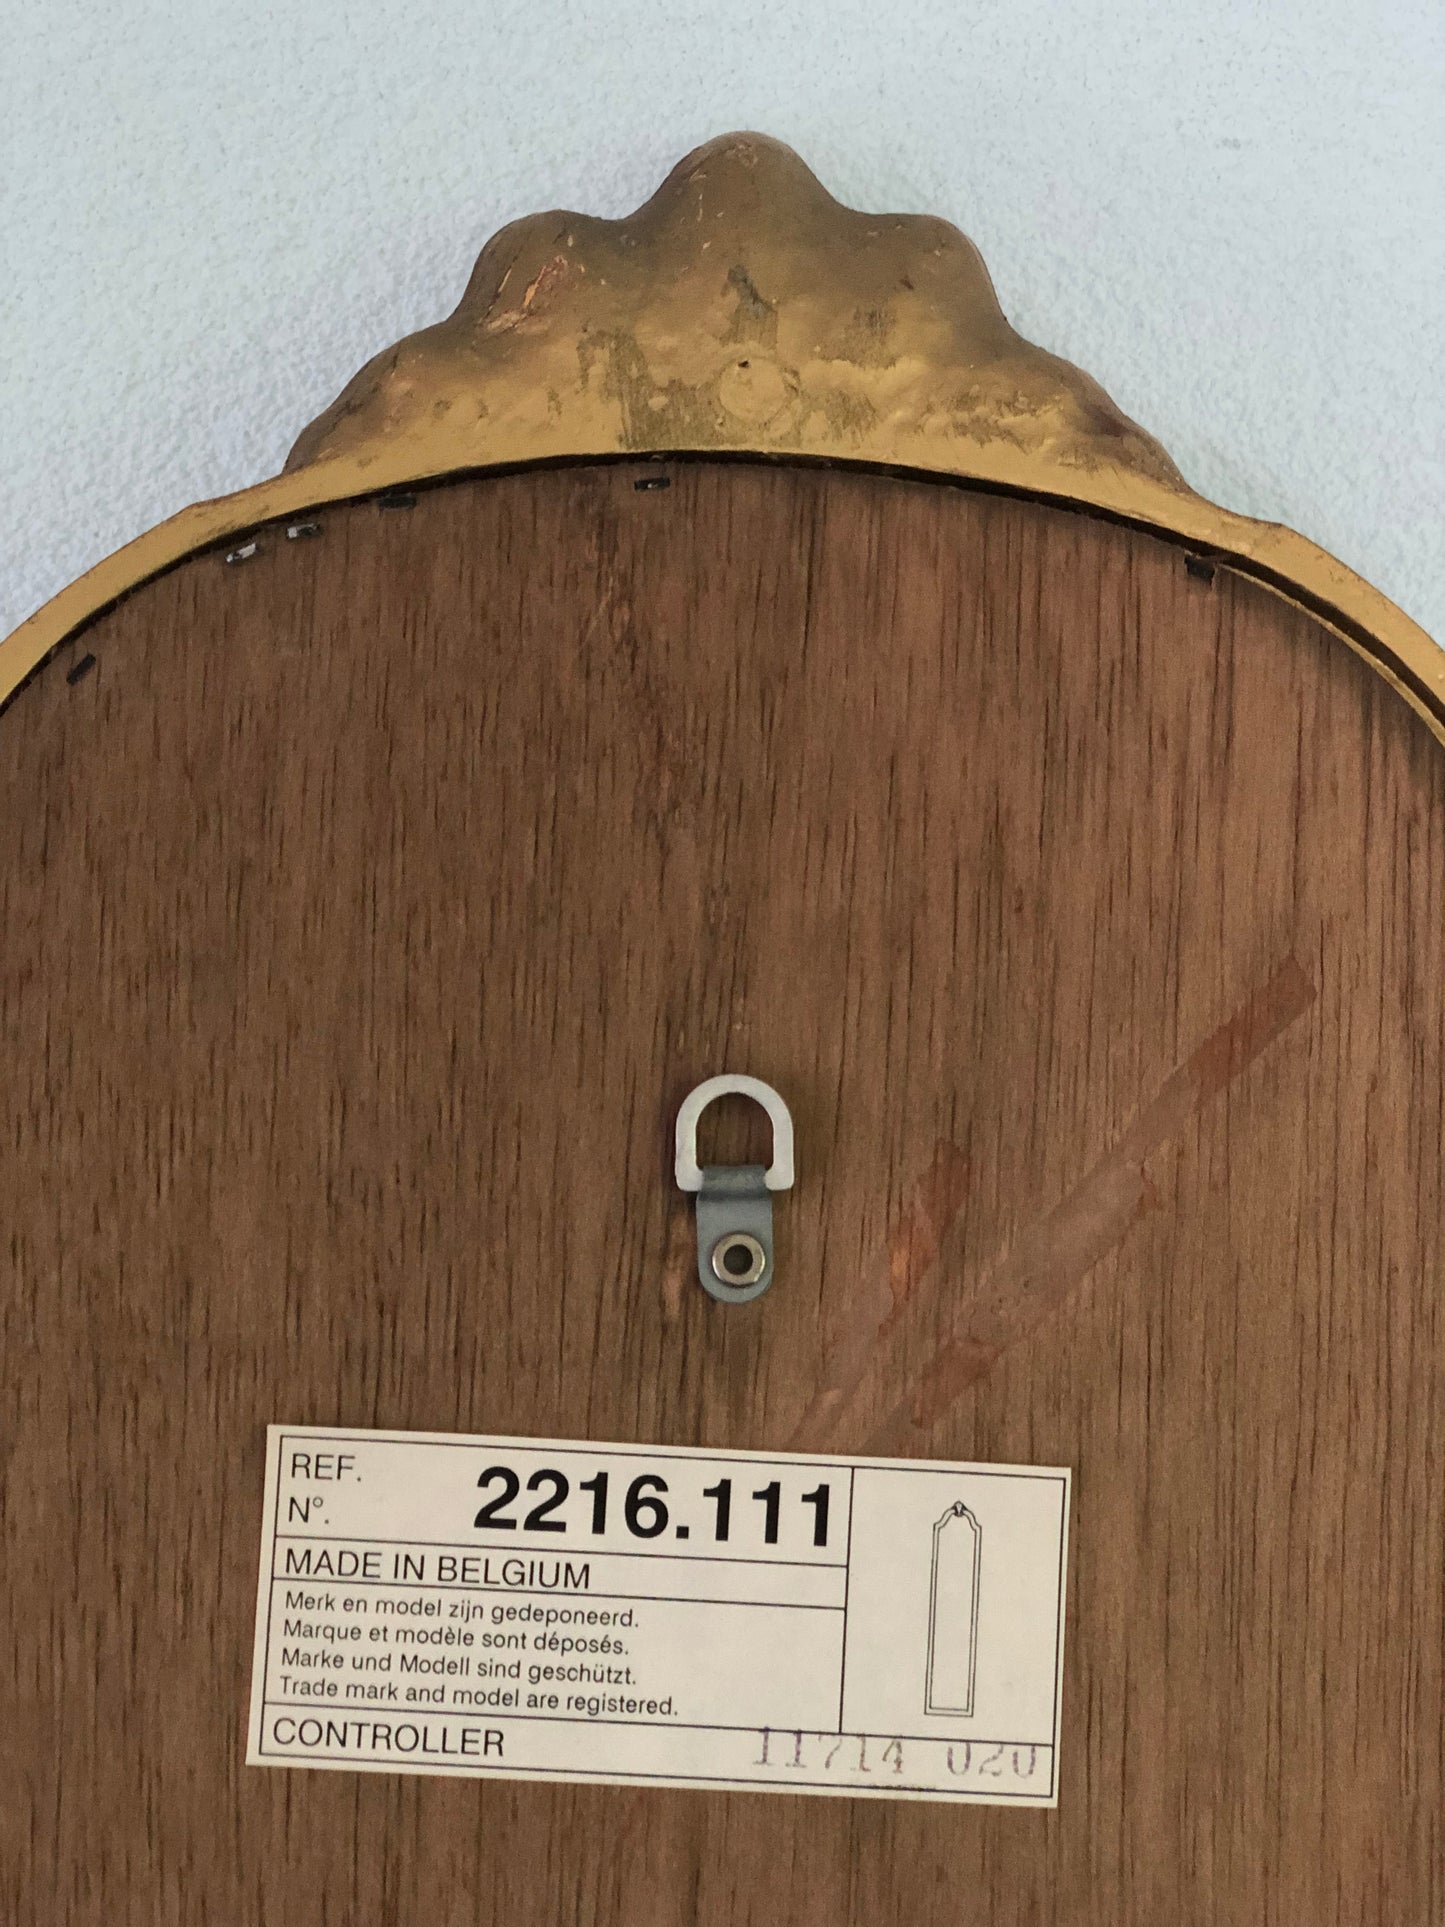 REF.
N°. 2216.111
MADE IN BELGIUM
Merk en model zijn gedeponeerd.
Marque et modèle sont déposés.
Marke und Modell sind geschützt.
Trade mark and model are registered.
CONTROLLER 11714 020